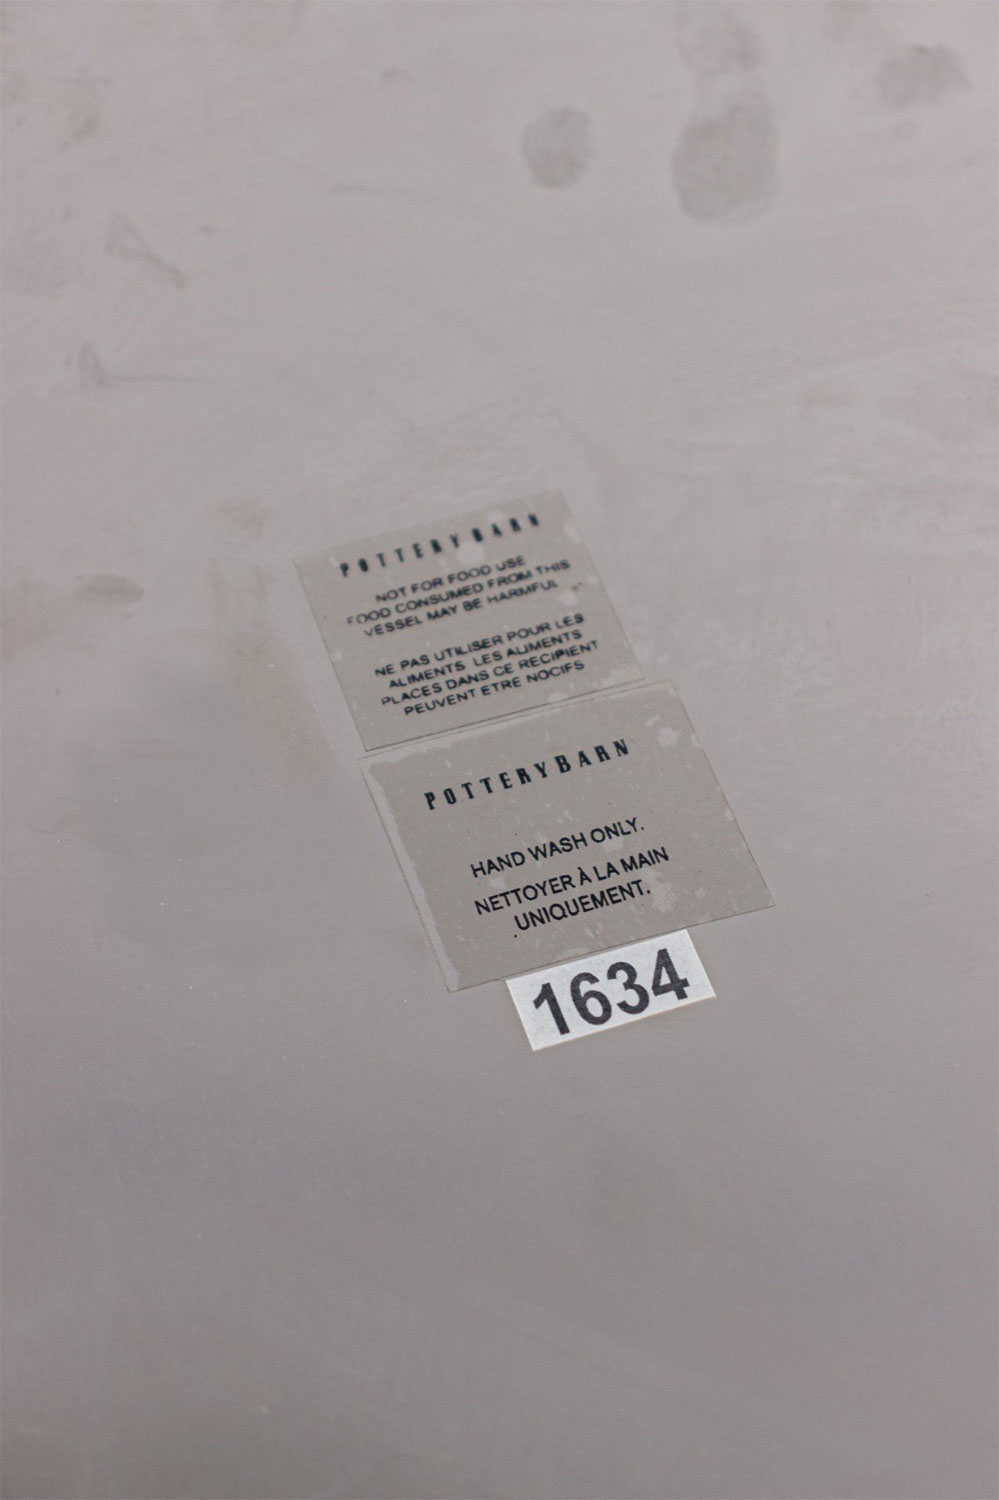 POTTERYBARN
NOT FOR FOOD USE
FOOD CONSUMED FROM THIS
VESSEL MAY BE HARMFUL
NE PAS UTILISER POUR LES
ALIMENTS LES ALIMENTS
PLACES DANS CE RECIPIENT
PEUVENT ETRE NOCIFS
POTTERYBARN
HAND WASH ONLY.
NETTOYER À LA MAIN
UNIQUEMENT.
1634